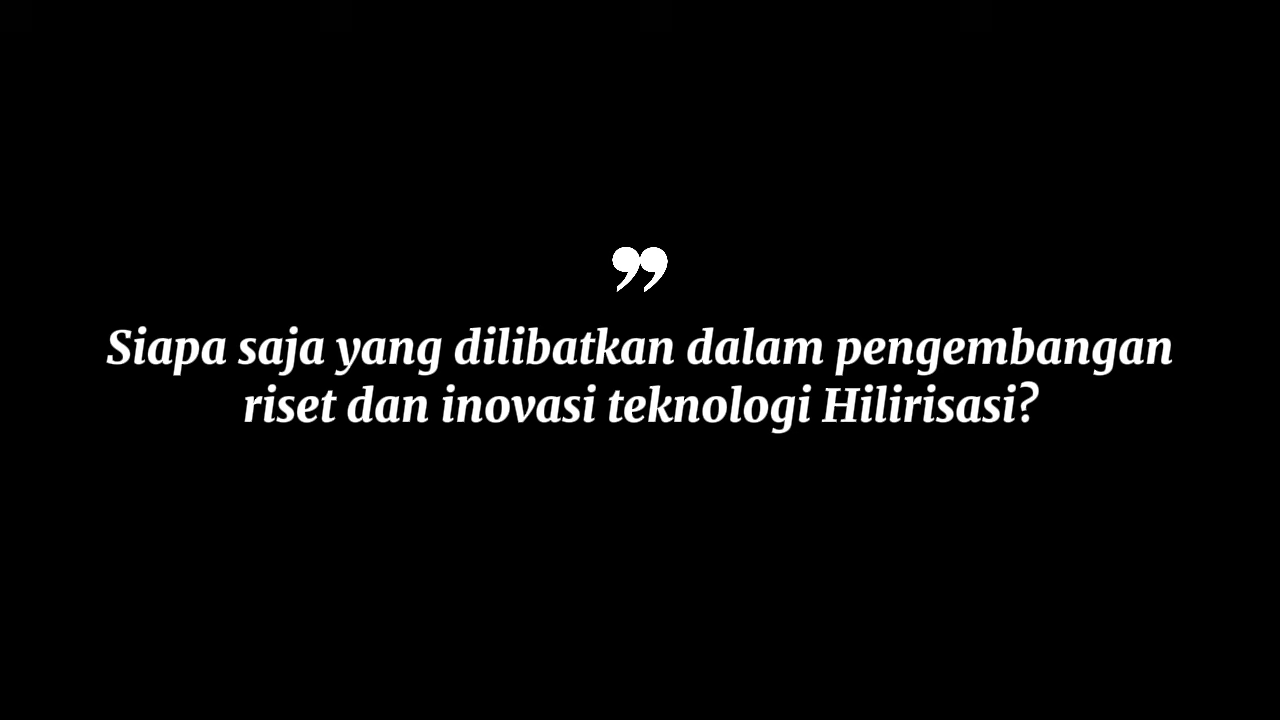 ”
Siapa saja yang dilibatkan dalam pengembangan
riset dan inovasi teknologi Hilirisasi?